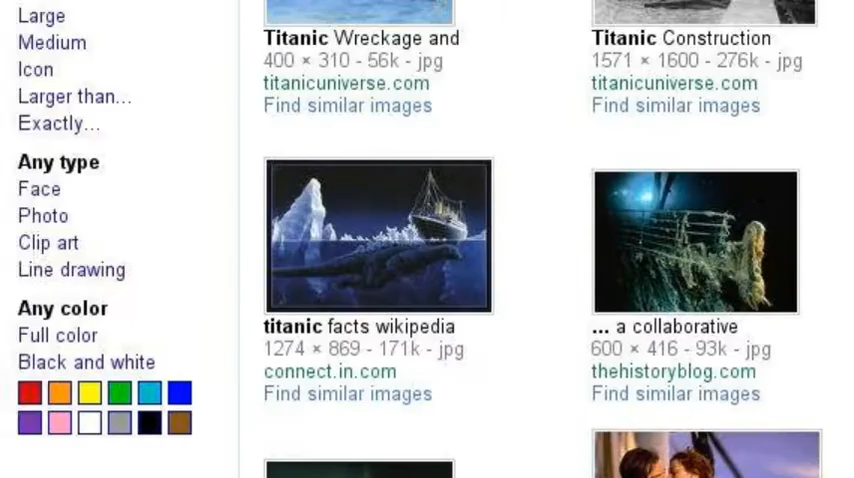 Large
Medium
Icon
Larger than...
Exactly...
Any type
Face
Photo
Clip art
Line drawing
Any color
Full color
Black and white
Titanic Wreckage and
400 × 310 - 56k - jpg
titanicuniverse.com
Find similar images
Titanic Construction
1571 × 1600 - 276k - jpg
titanicuniverse.com
Find similar images
titanic facts wikipedia
1274 × 869 - 171k - jpg
connect.in.com
Find similar images
... a collaborative
600 × 416 - 93k - jpg
thehistoryblog.com
Find similar images